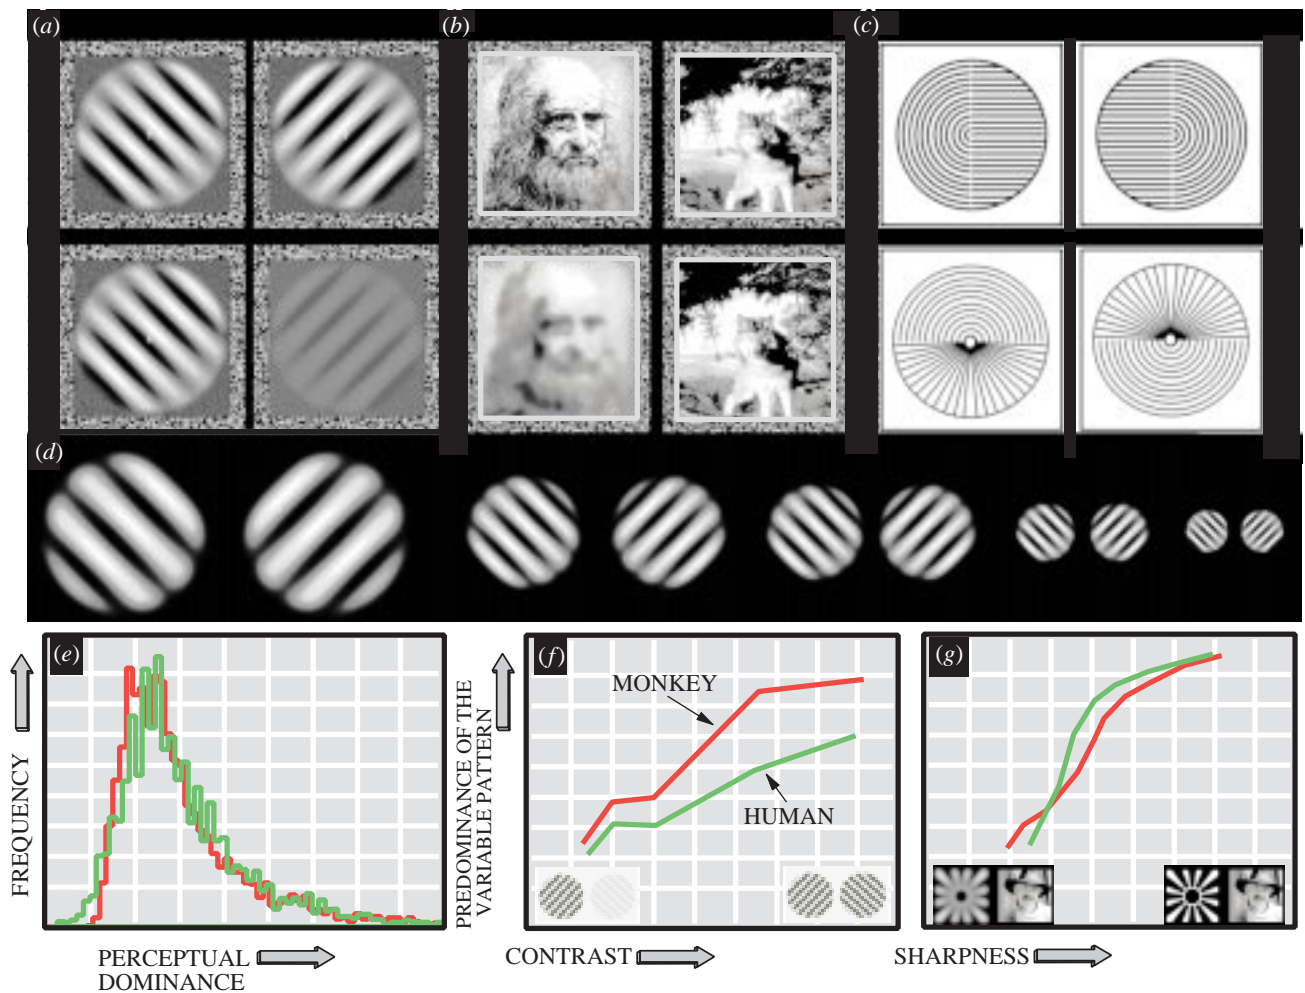 (a)
(b)
(c)
(d)
(e)
(f)
(g)
FREQUENCY
PERCEPTUAL
DOMINANCE
PREDOMINANCE OF THE
VARIABLE PATTERN
MONKEY
HUMAN
CONTRAST
SHARPNESS